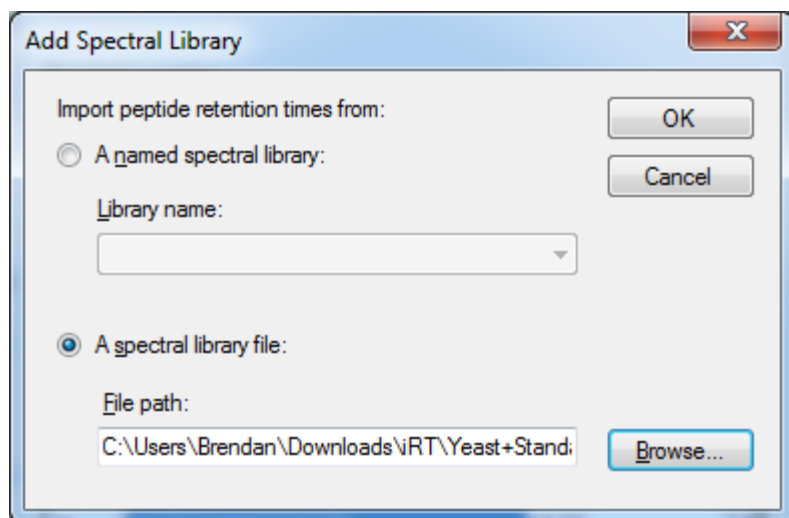 Add Spectral Library
Import peptide retention times from:
OK
A named spectral library:
Cancel
Library name:
A spectral library file:
File path:
C:\Users\Brendan\Downloads\iRT\Yeast+Standa
Browse...